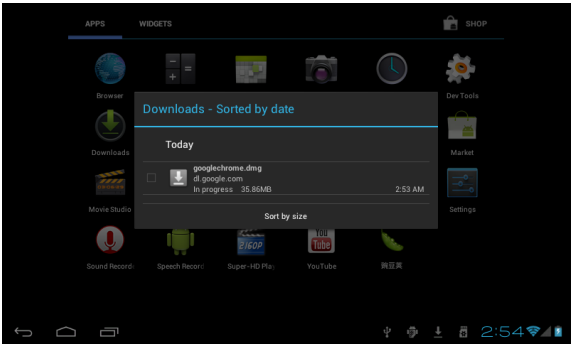 APPS WIDGETS SHOP
Browser Dev Tools
Downloads - Sorted by date
Today
googlechrome.dmg
dl.google.com
In progress 35.86MB 2:53 AM
Sort by size
Downloads Market
Movie Studio Settings
2160P You Tube
Sound Record Speech Record Super-HD Play YouTube 豌豆荚
2:54